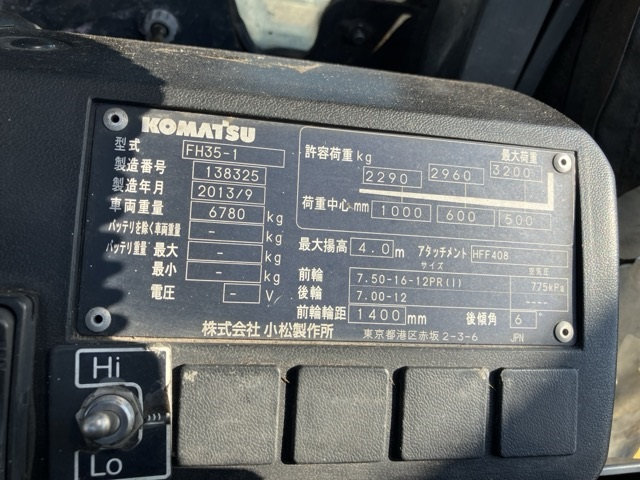 KOMATSU
型式 FH35-1
製造番号 138325
製造年月 2013/9
車両重量 6780 kg
バッテリを除く車両重量 - kg
バッテリ重量 最大 - kg
最小 - kg
電圧 - V
許容荷重 kg 最大荷重
2290 2960 3200
荷重中心 mm 1000 600 500
最大揚高 4.0 m アタッチメント HFF408
サイズ 空気圧
前輪 7.50-16-12PR(I) 775kPa
後輪 7.00-12 ----
前輪輪距 1400 mm 後傾角 6°
株式会社 小松製作所 東京都港区赤坂2-3-6 JPN
Hi
Lo